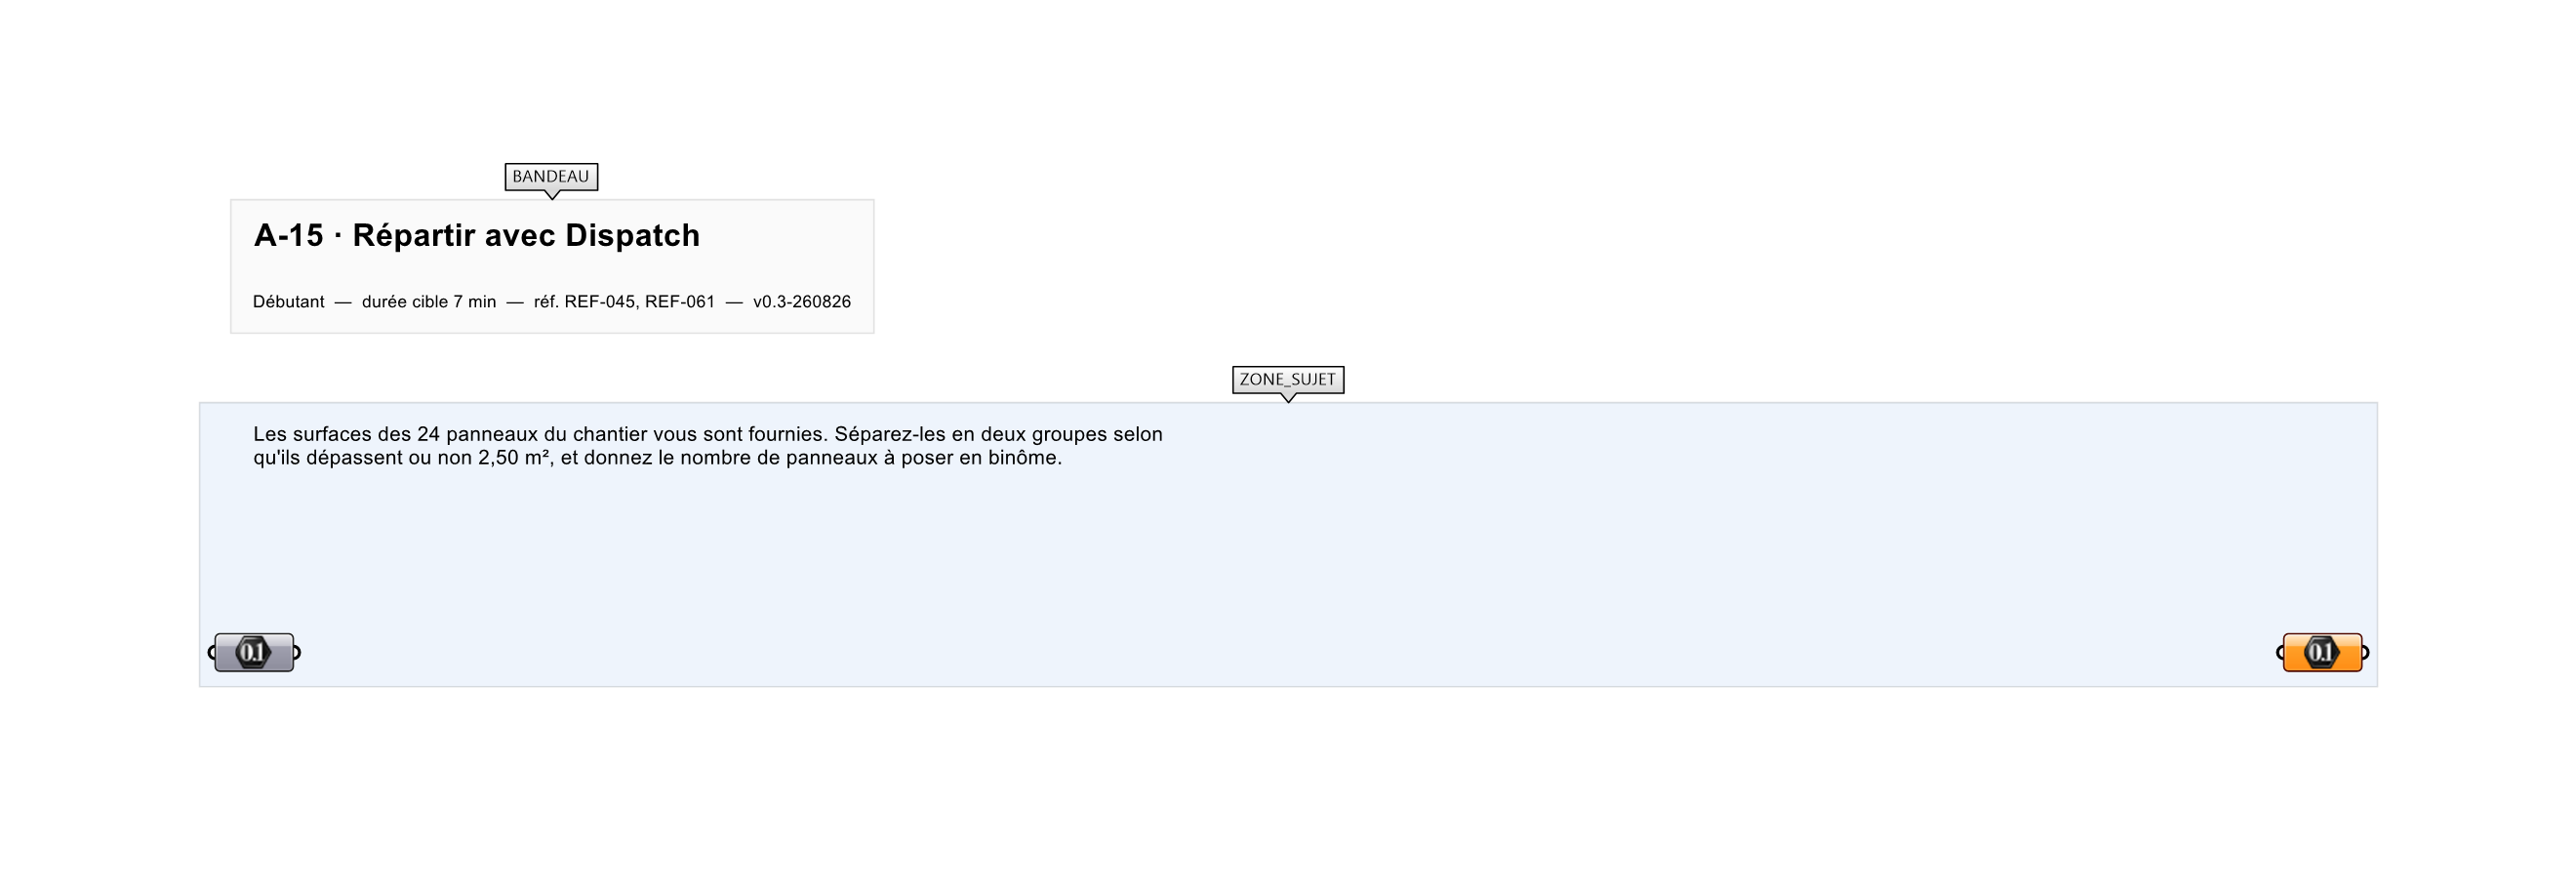 BANDEAU
A-15 · Répartir avec Dispatch
Débutant — durée cible 7 min — réf. REF-045, REF-061 — v0.3-260826
ZONE_SUJET
Les surfaces des 24 panneaux du chantier vous sont fournies. Séparez-les en deux groupes selon
qu'ils dépassent ou non 2,50 m², et donnez le nombre de panneaux à poser en binôme.
0.1
0.1